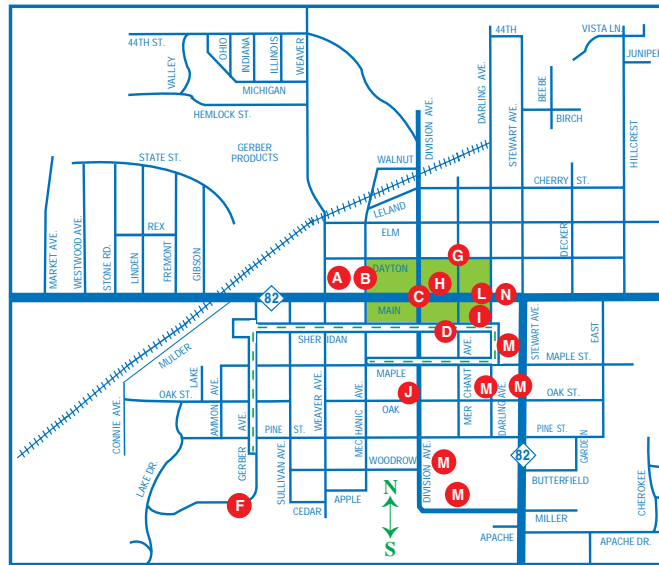 44TH ST.
VALLEY
OHIO
INDIANA
ILLINOIS
WEAVER
MICHIGAN
HEMLOCK ST.
GERBER
PRODUCTS
STATE ST.
WALNUT
DIVISION AVE.
DARLING AVE.
44TH
STEWART AVE.
VISTA LN.
JUNIPER
BEEBE
BIRCH
HILLCREST
CHERRY ST.
LELAND
ELM
DECKER
MARKET AVE.
WESTWOOD AVE.
STONE RD.
LINDEN
REX
FREMONT
GIBSON
G
DAYTON
A
B
H
C
L
N
82
MAIN
I
D
SHERIDAN
AVE.
M
STEWART AVE.
EAST
MAPLE ST.
MULDER
CONNIE AVE.
LAKE
OAK ST.
AMMON AVE.
GERBER AVE.
WEAVER AVE.
MECHANIC AVE.
MAPLE
J
OAK
MERCHANT
M
M
DARLING AVE.
OAK ST.
PINE ST.
PINE ST.
SULLIVAN AVE.
WOODROW
DIVISION AVE.
M
82
GARDEN
LAKE DR.
BUTTERFIELD
CHEROKEE
F
APPLE
CEDAR
N
S
M
MILLER
APACHE
APACHE DR.